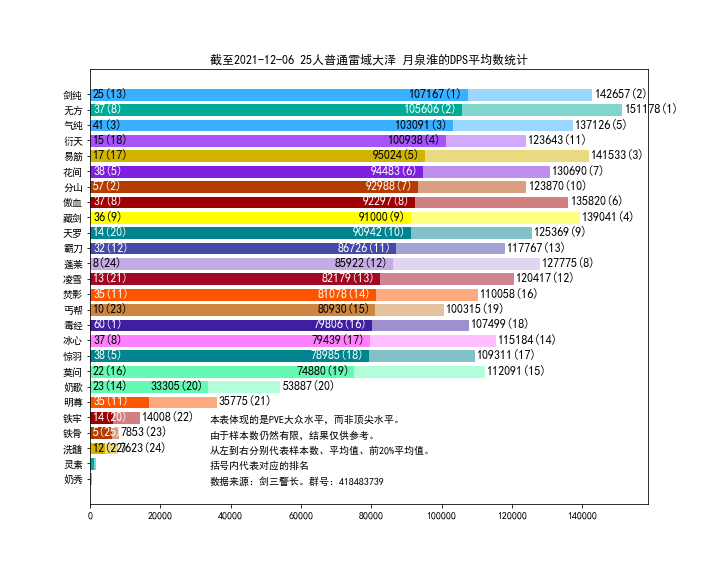 截至2021-12-06 25人普通雷域大泽 月泉淮的DPS平均数统计
剑纯 25(13) 107167(1) 142657(2)
无方 37(8) 105606(2) 151178(1)
气纯 41(3) 103091(3) 137126(5)
衍天 15(18) 100938(4) 123643(11)
易筋 17(17) 95024(5) 141533(3)
花间 38(5) 94483(6) 130690(7)
分山 57(2) 92988(7) 123870(10)
傲血 37(8) 92297(8) 135820(6)
藏剑 36(9) 91000(9) 139041(4)
天罗 14(20) 90942(10) 125369(9)
霸刀 32(12) 86726(11) 117767(13)
蓬莱 8(24) 85922(12) 127775(8)
凌雪 13(21) 82179(13) 120417(12)
焚影 35(11) 81078(14) 110058(16)
丐帮 10(23) 80930(15) 100315(19)
毒经 60(1) 79806(16) 107499(18)
冰心 37(8) 79439(17) 115184(14)
惊羽 38(5) 78985(18) 109311(17)
莫问 22(16) 74880(19) 112091(15)
奶歌 23(14) 33305(20) 53887(20)
明尊 35(11) 35775(21)
铁牢 14(20) 14008(22) 本表体现的是PVE大众水平，而非顶尖水平。
铁骨 5(25) 7853(23) 由于样本数仍然有限，结果仅供参考。
洗髓 12(22) 7623(24) 从左到右分别代表样本数、平均值、前20%平均值。
灵素 括号内代表对应的排名
奶秀 数据来源：剑三警长。群号：418483739
0 20000 40000 60000 80000 100000 120000 140000